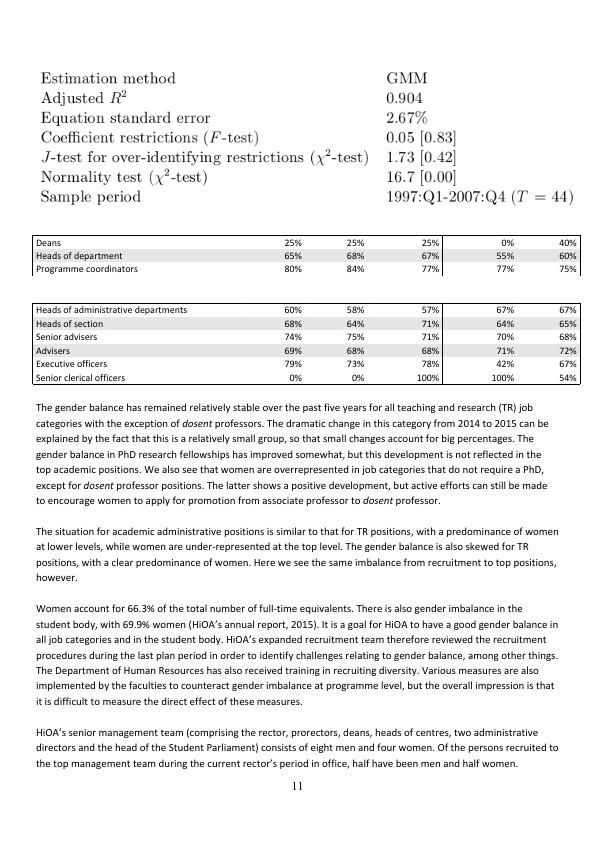 Estimation method GMM
Adjusted R² 0.904
Equation standard error 2.67%
Coefficient restrictions (F-test) 0.05 [0.83]
J-test for over-identifying restrictions (χ²-test) 1.73 [0.42]
Normality test (χ²-test) 16.7 [0.00]
Sample period 1997:Q1-2007:Q4 (T = 44)
Deans 25% 25% 25% 0% 40%
Heads of department 65% 68% 67% 55% 60%
Programme coordinators 80% 84% 77% 77% 75%
Heads of administrative departments 60% 58% 57% 67% 67%
Heads of section 68% 64% 71% 64% 65%
Senior advisers 74% 75% 71% 70% 68%
Advisers 69% 68% 68% 71% 72%
Executive officers 79% 73% 78% 42% 67%
Senior clerical officers 0% 0% 100% 100% 54%
The gender balance has remained relatively stable over the past five years for all teaching and research (TR) job
categories with the exception of dosent professors. The dramatic change in this category from 2014 to 2015 can be
explained by the fact that this is a relatively small group, so that small changes account for big percentages. The
gender balance in PhD research fellowships has improved somewhat, but this development is not reflected in the
top academic positions. We also see that women are overrepresented in job categories that do not require a PhD,
except for dosent professor positions. The latter shows a positive development, but active efforts can still be made
to encourage women to apply for promotion from associate professor to dosent professor.
The situation for academic administrative positions is similar to that for TR positions, with a predominance of women
at lower levels, while women are under-represented at the top level. The gender balance is also skewed for TR
positions, with a clear predominance of women. Here we see the same imbalance from recruitment to top positions,
however.
Women account for 66.3% of the total number of full-time equivalents. There is also gender imbalance in the
student body, with 69.9% women (HiOA's annual report, 2015). It is a goal for HiOA to have a good gender balance in
all job categories and in the student body. HiOA's expanded recruitment team therefore reviewed the recruitment
procedures during the last plan period in order to identify challenges relating to gender balance, among other things.
The Department of Human Resources has also received training in recruiting diversity. Various measures are also
implemented by the faculties to counteract gender imbalance at programme level, but the overall impression is that
it is difficult to measure the direct effect of these measures.
HiOA's senior management team (comprising the rector, prorectors, deans, heads of centres, two administrative
directors and the head of the Student Parliament) consists of eight men and four women. Of the persons recruited to
the top management team during the current rector's period in office, half have been men and half women.
11